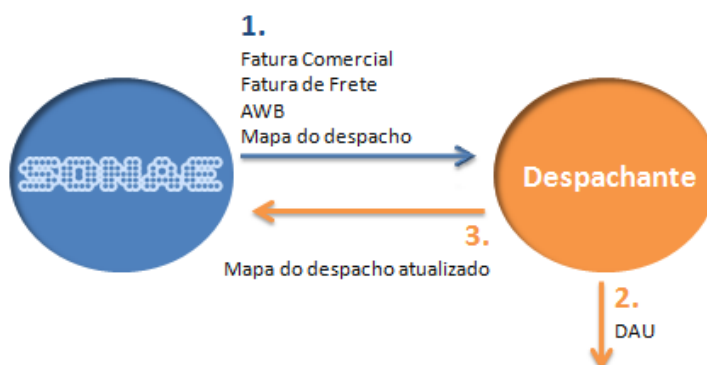 1.
Fatura Comercial
Fatura de Frete
AWB
Mapa do despacho
SONAE
Despachante
3.
Mapa do despacho atualizado
2.
DAU